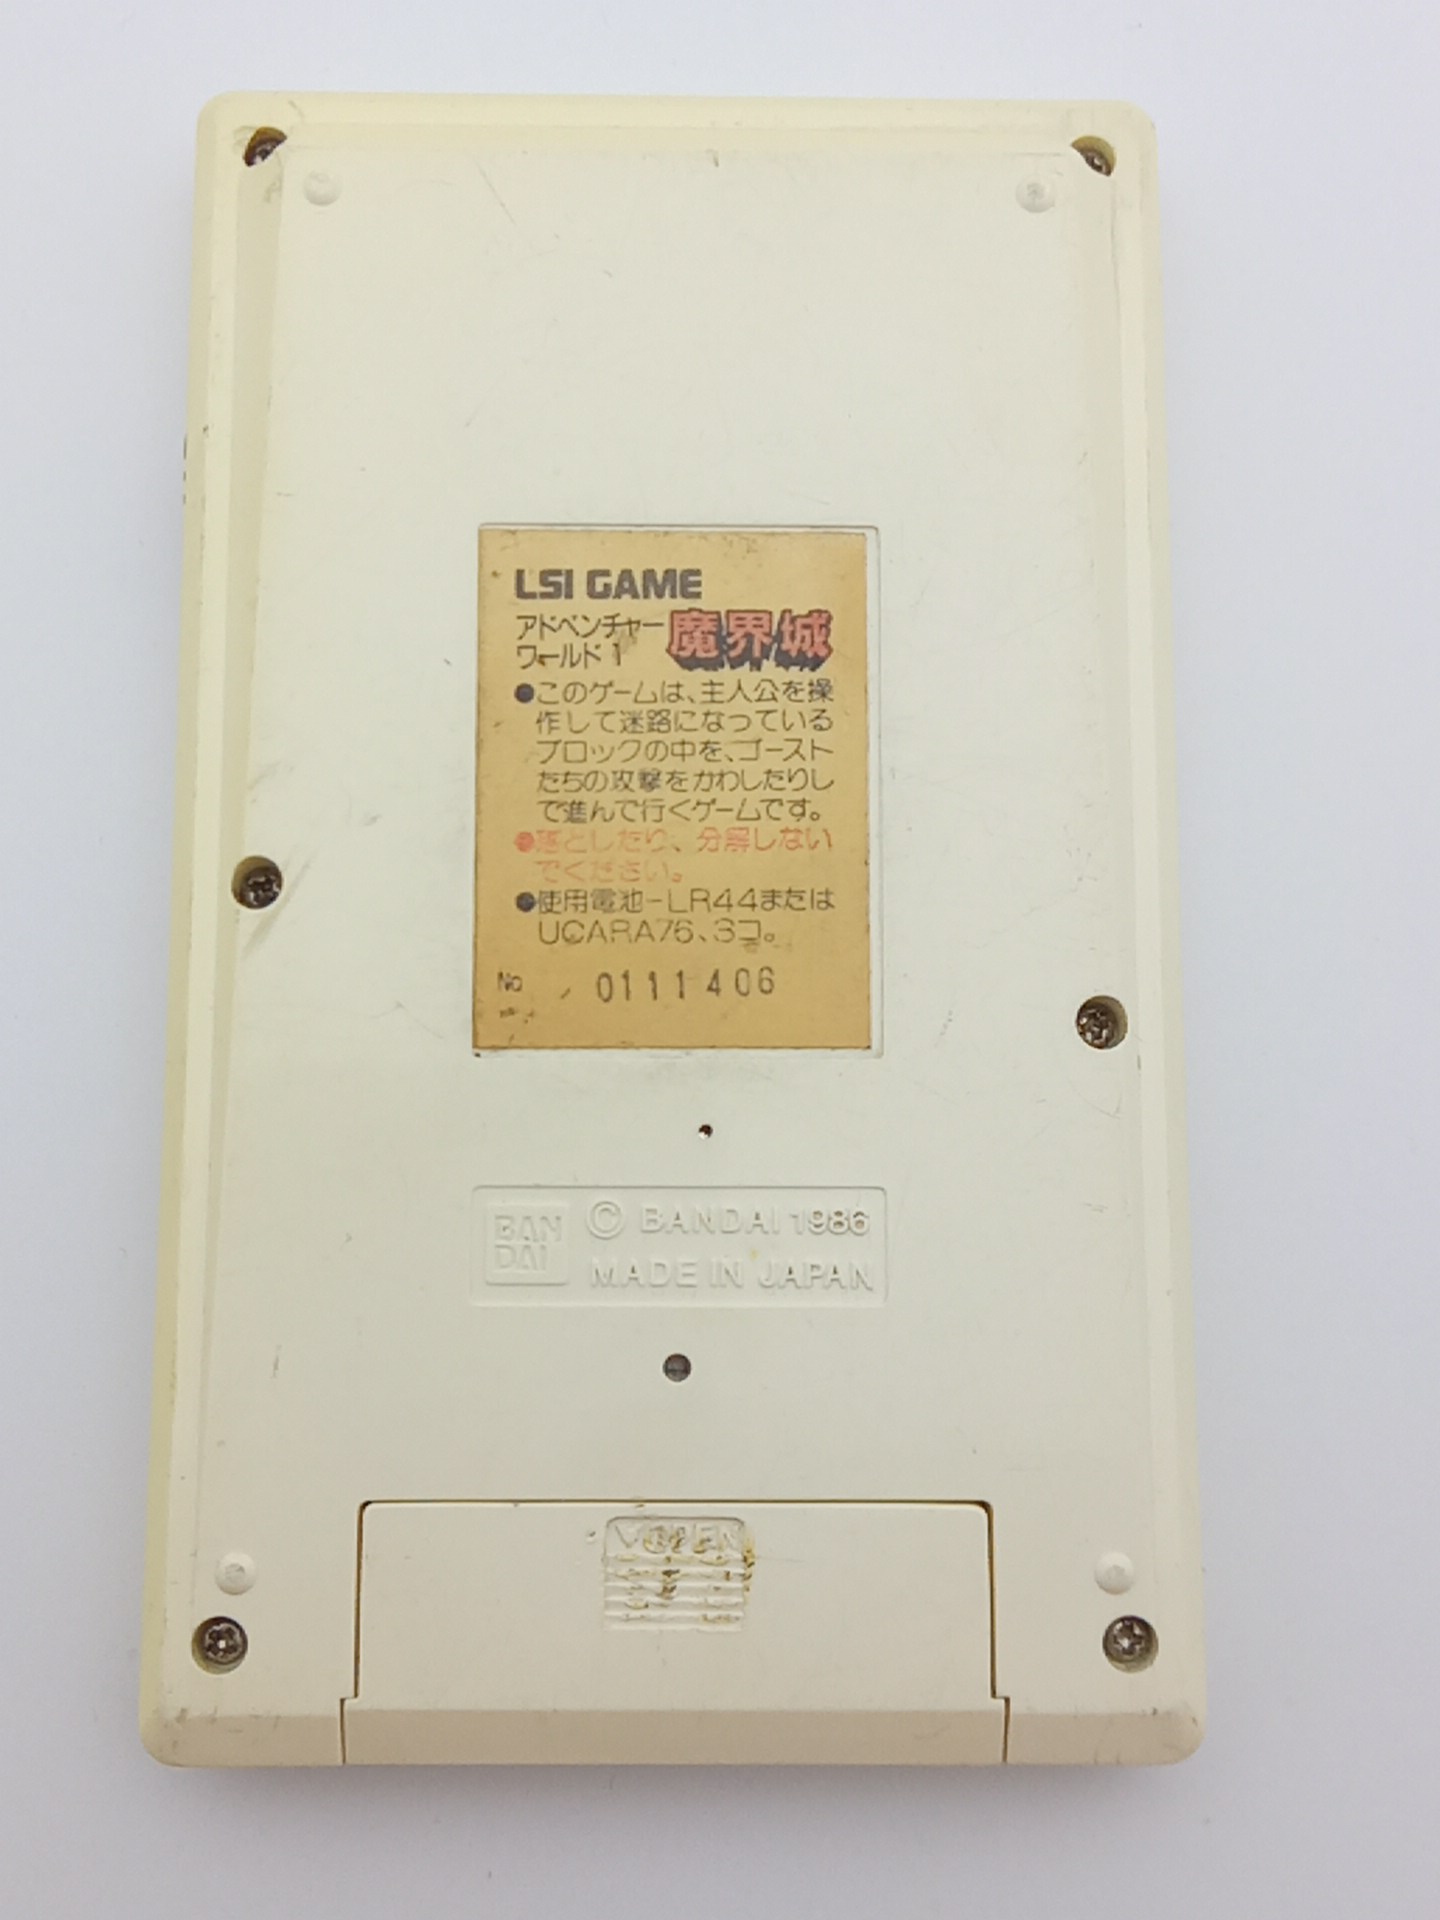 LSI GAME
アドベンチャー
ワールド1
魔界城
●このゲームは、主人公を操
作して迷路になっている
ブロックの中を、ゴースト
たちの攻撃をかわしたりし
て進んで行くゲームです。
●落としたり、分解しない
でください。
●使用電池-LR44または
UCARA76、3コ。
No 0111406
BAN
DAI
© BANDAI 1986
MADE IN JAPAN
▼OPEN